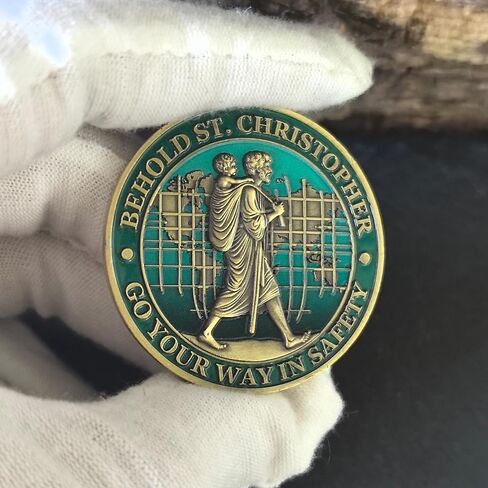 BEHOLD ST. CHRISTOPHER
GO YOUR WAY IN SAFETY